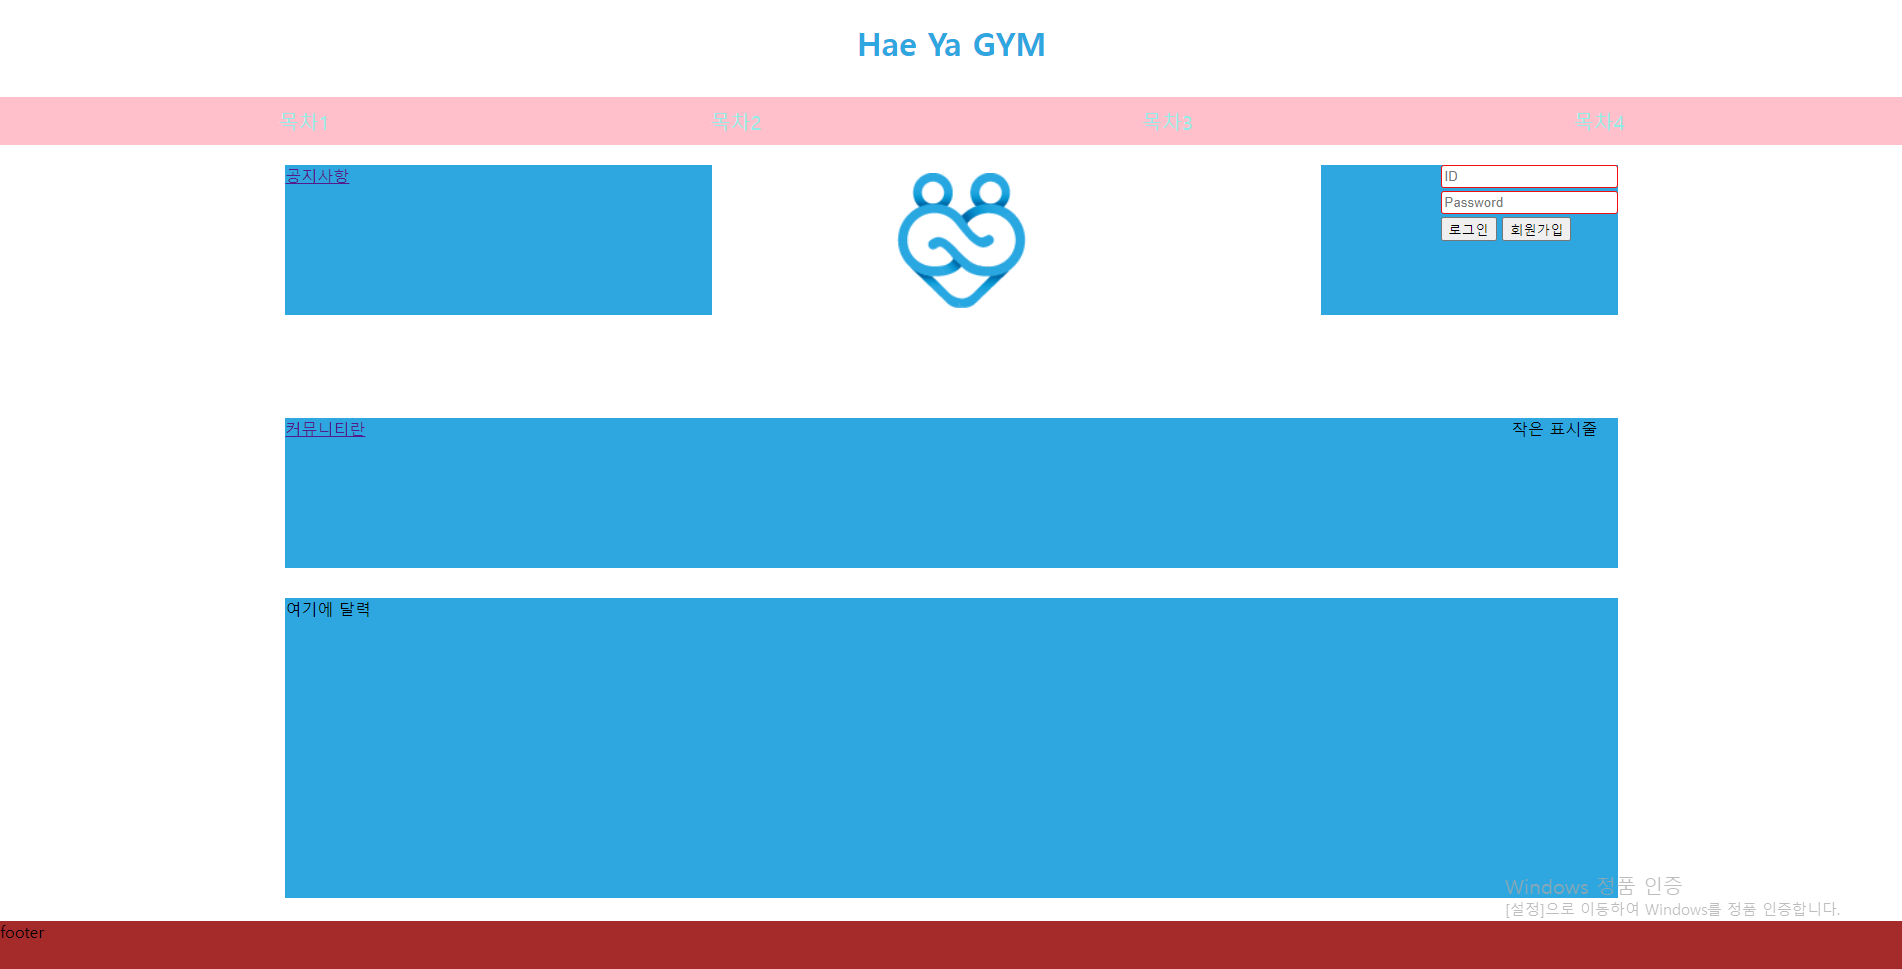 Hae Ya GYM
목차1 목차2 목차3 목차4
공지사항
ID
Password
로그인 회원가입
커뮤니티란 작은 표시줄
여기에 달력
Windows 정품 인증
[설정]으로 이동하여 Windows를 정품 인증합니다.
footer